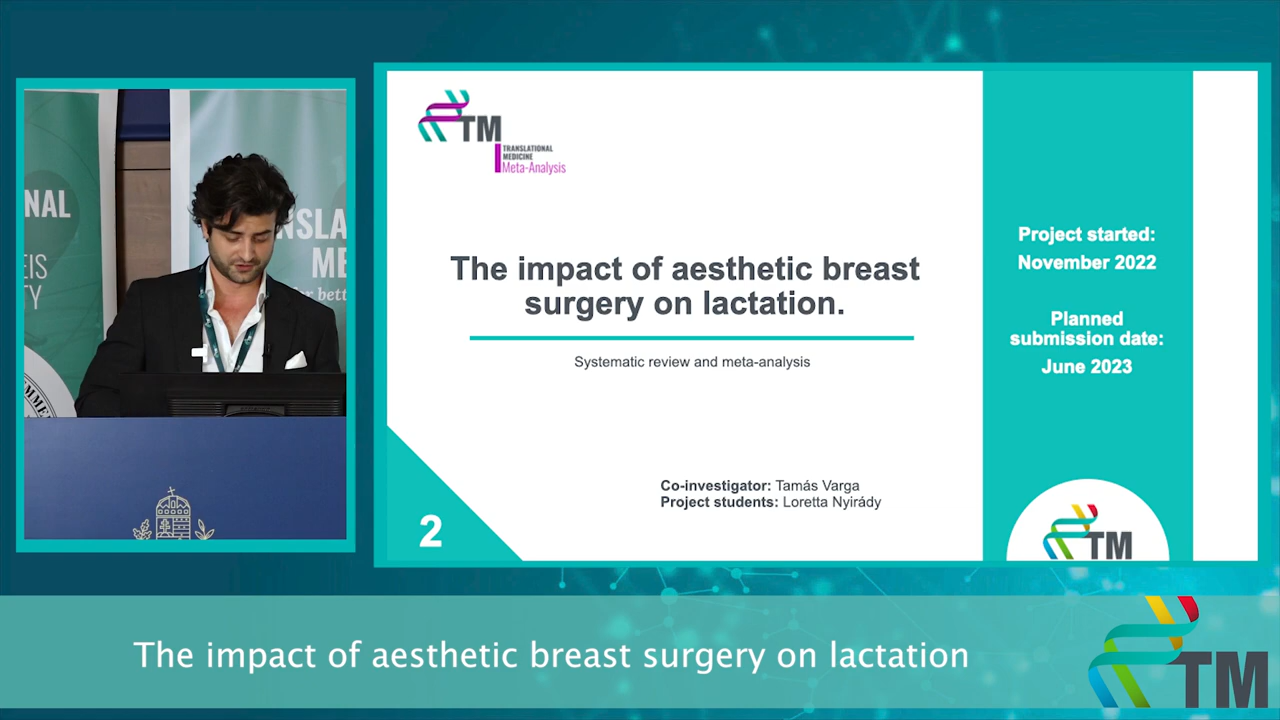 NAL
EIS
TY
NSLA
ME
or bett
TM
TRANSLATIONAL
MEDICINE
Meta-Analysis
The impact of aesthetic breast
surgery on lactation.
Systematic review and meta-analysis
Co-investigator: Tamás Varga
Project students: Loretta Nyirády
2
Project started:
November 2022
Planned
submission date:
June 2023
TM
The impact of aesthetic breast surgery on lactation
TM